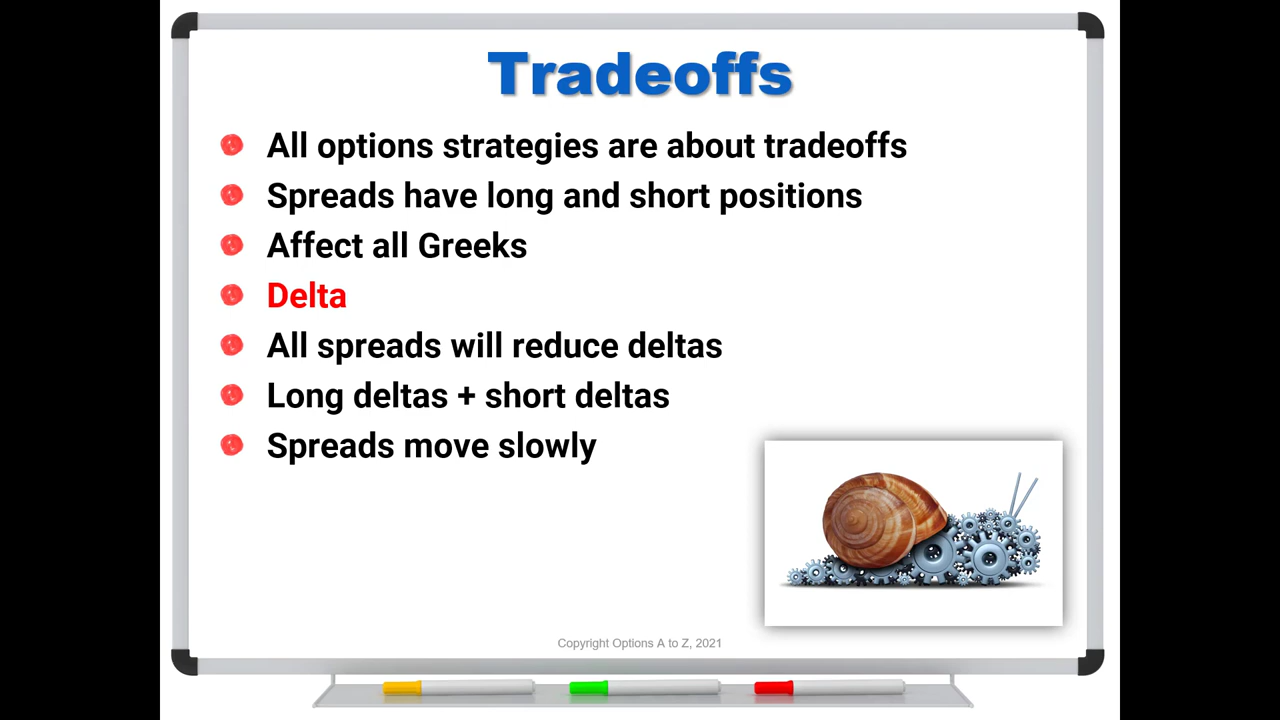 Tradeoffs
All options strategies are about tradeoffs
Spreads have long and short positions
Affect all Greeks
Delta
All spreads will reduce deltas
Long deltas + short deltas
Spreads move slowly
Copyright Options A to Z, 2021